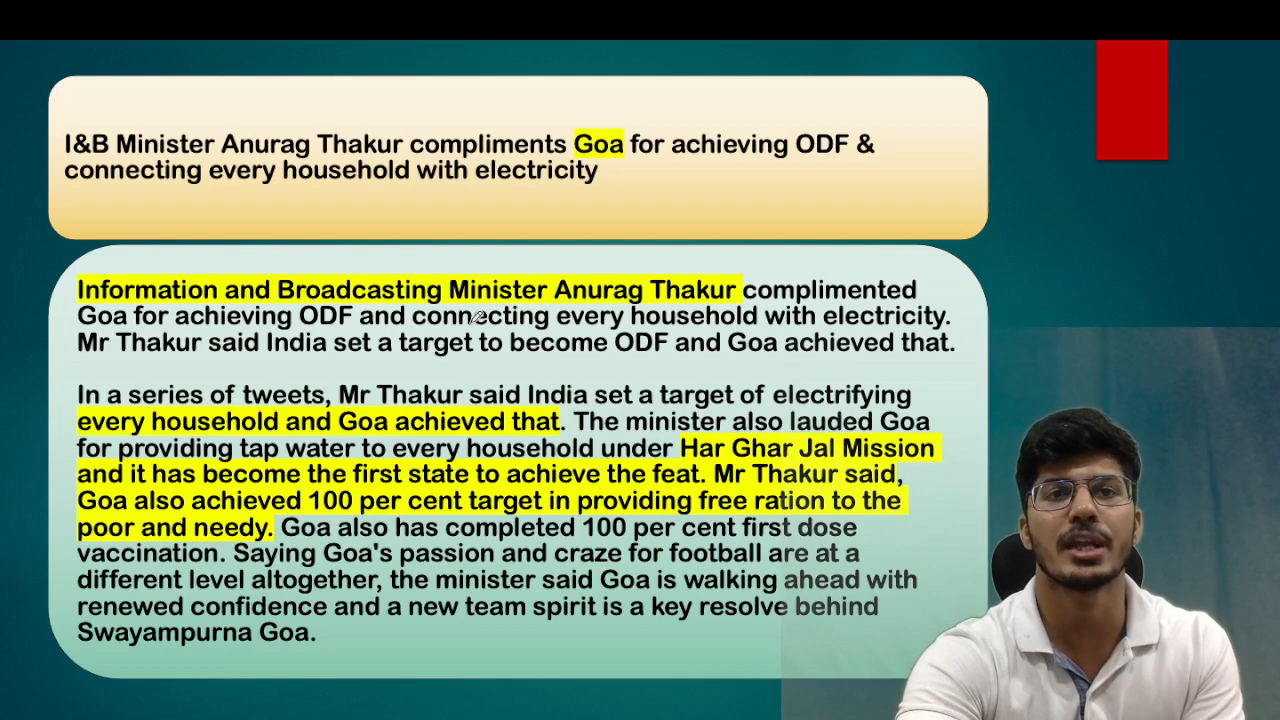 I&B Minister Anurag Thakur compliments Goa for achieving ODF &
connecting every household with electricity
Information and Broadcasting Minister Anurag Thakur complimented
Goa for achieving ODF and connecting every household with electricity.
Mr Thakur said India set a target to become ODF and Goa achieved that.
In a series of tweets, Mr Thakur said India set a target of electrifying
every household and Goa achieved that. The minister also lauded Goa
for providing tap water to every household under Har Ghar Jal Mission
and it has become the first state to achieve the feat. Mr Thakur said,
Goa also achieved 100 per cent target in providing free ration to the
poor and needy. Goa also has completed 100 per cent first dose
vaccination. Saying Goa's passion and craze for football are at a
different level altogether, the minister said Goa is walking ahead with
renewed confidence and a new team spirit is a key resolve behind
Swayampurna Goa.